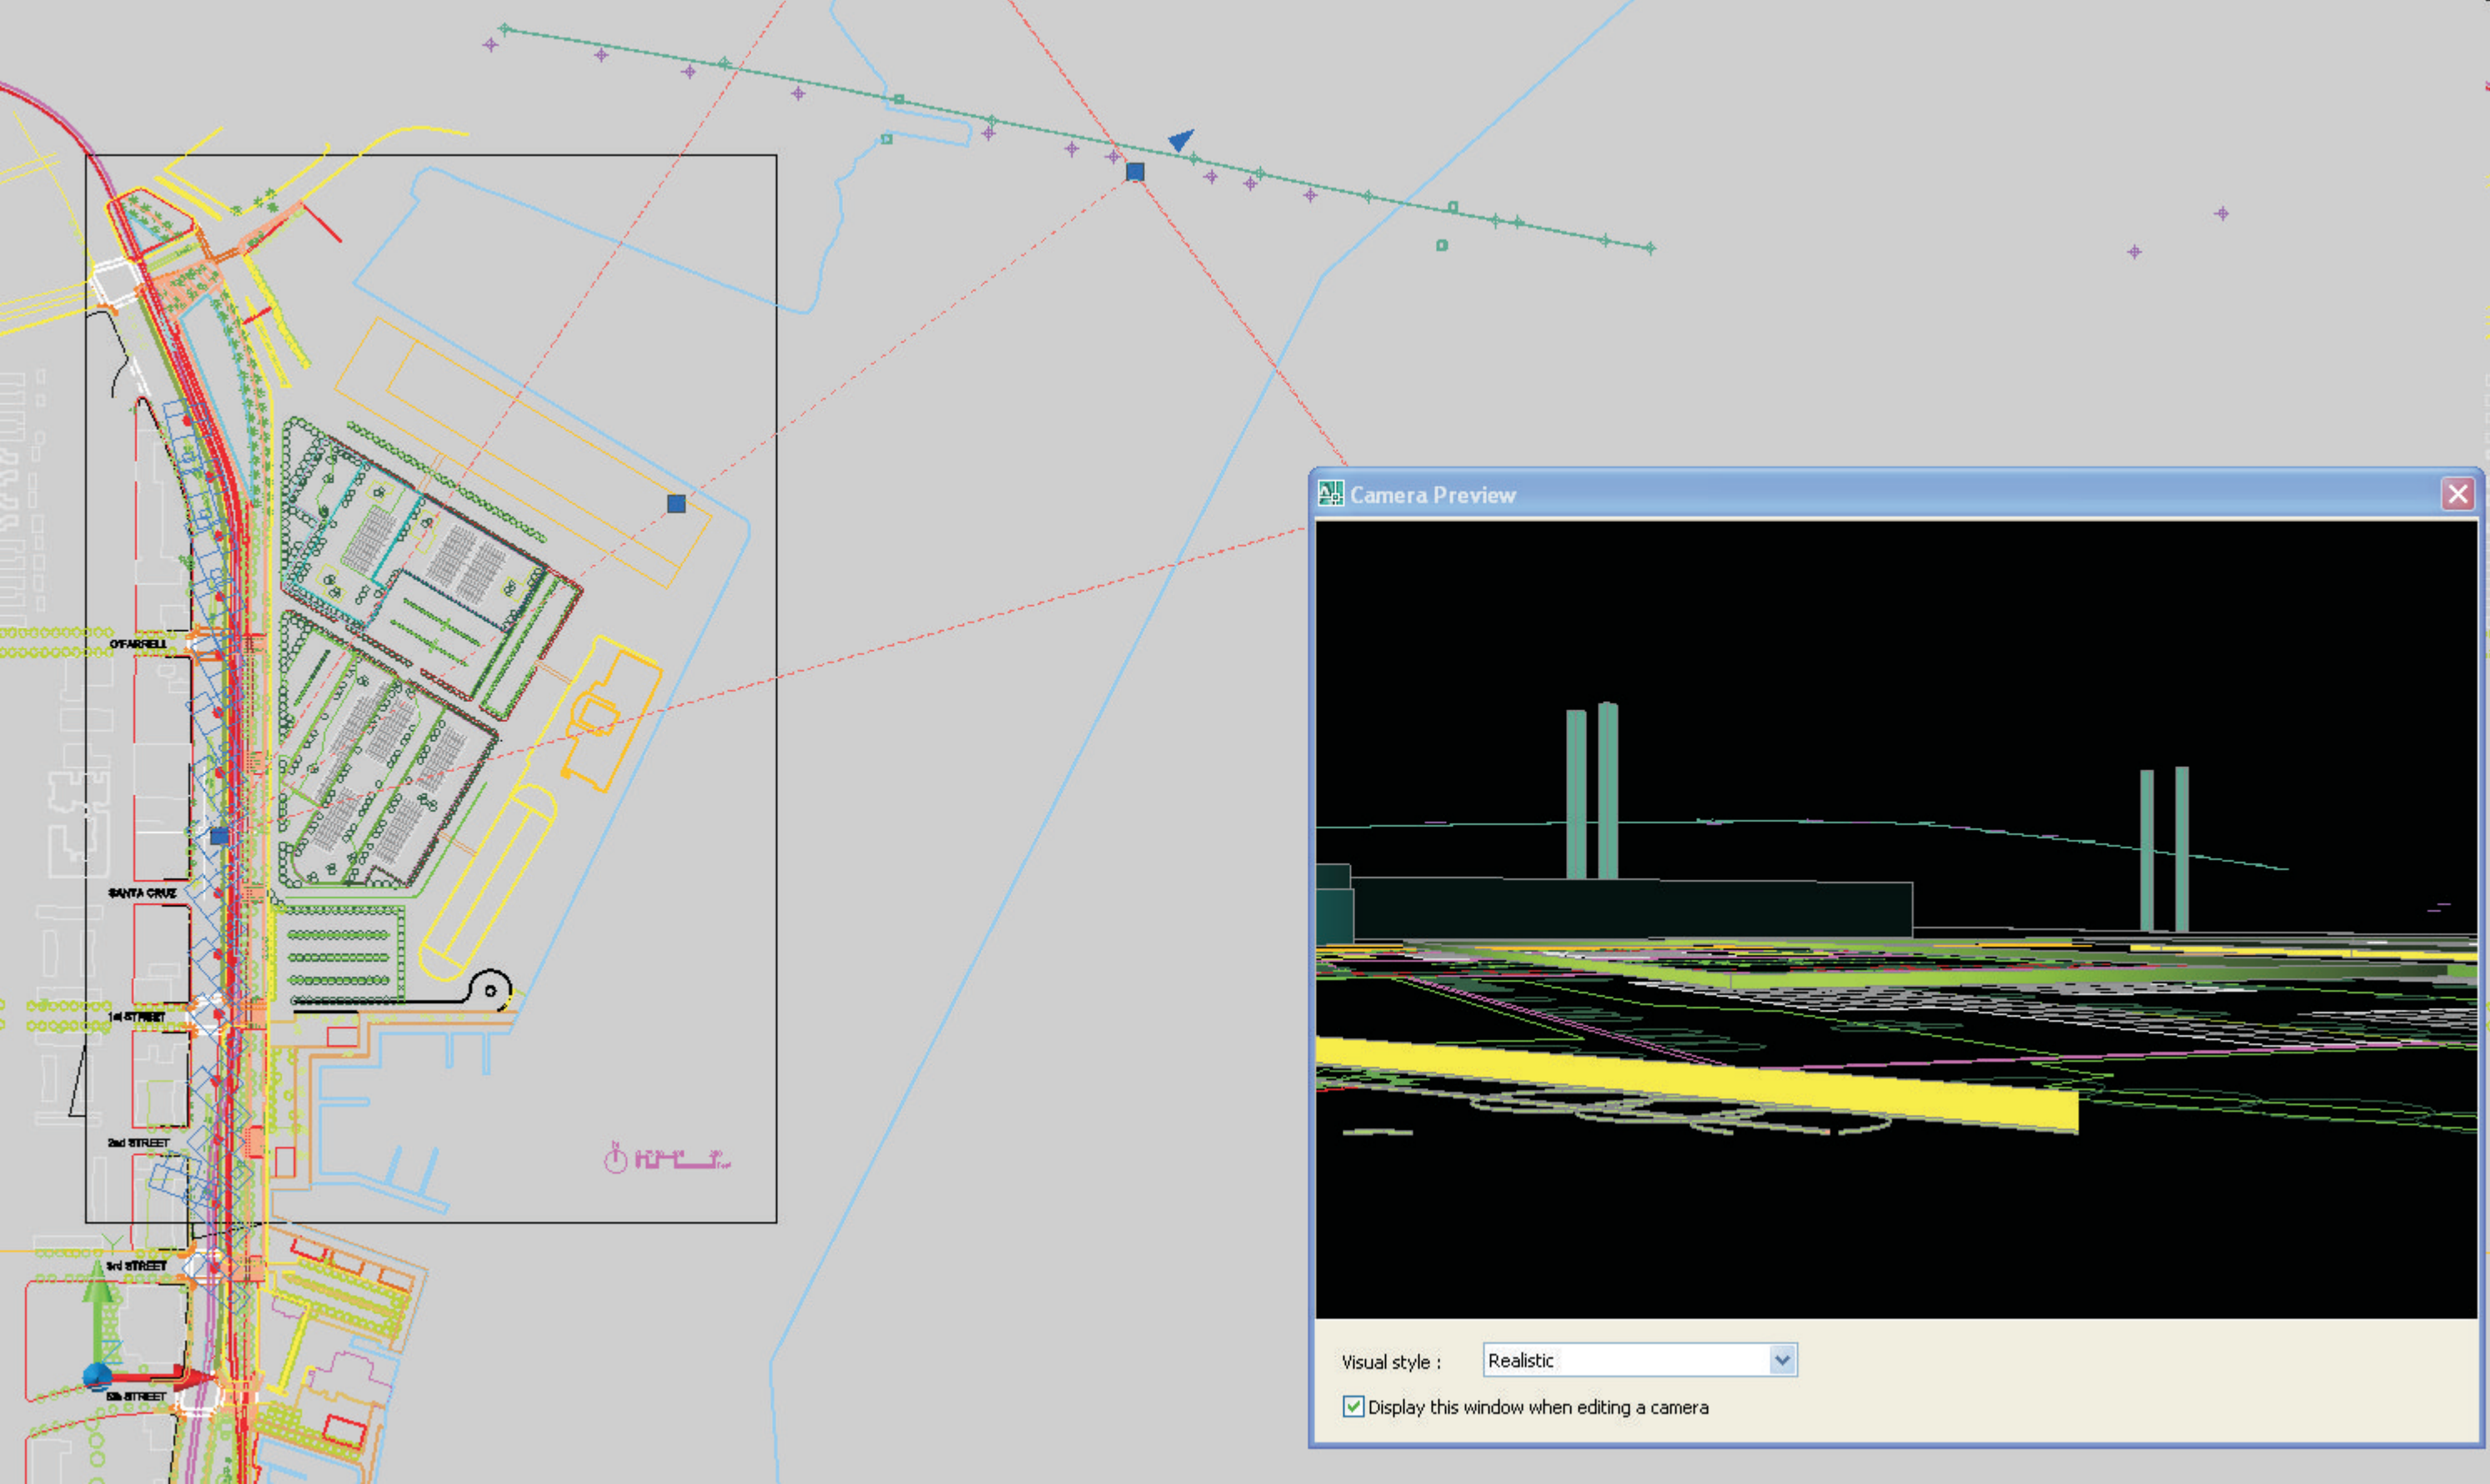 Camera Preview
O'FARRELL
SANTA CRUZ
1st STREET
2nd STREET
3rd STREET
5th STREET
Y
Z
Visual style :
Realistic
Display this window when editing a camera